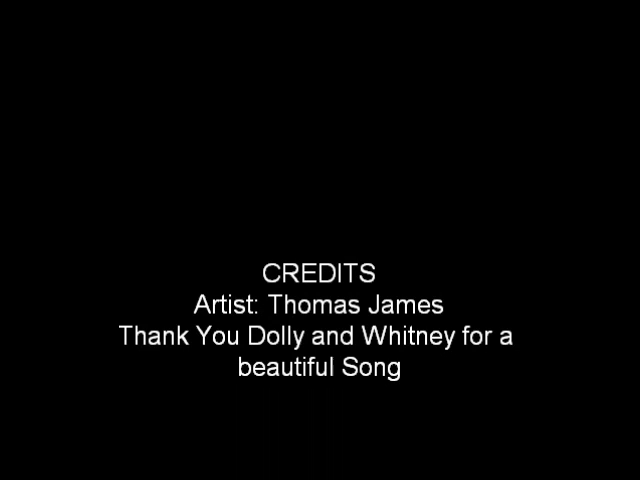 CREDITS
Artist: Thomas James
Thank You Dolly and Whitney for a
beautiful Song